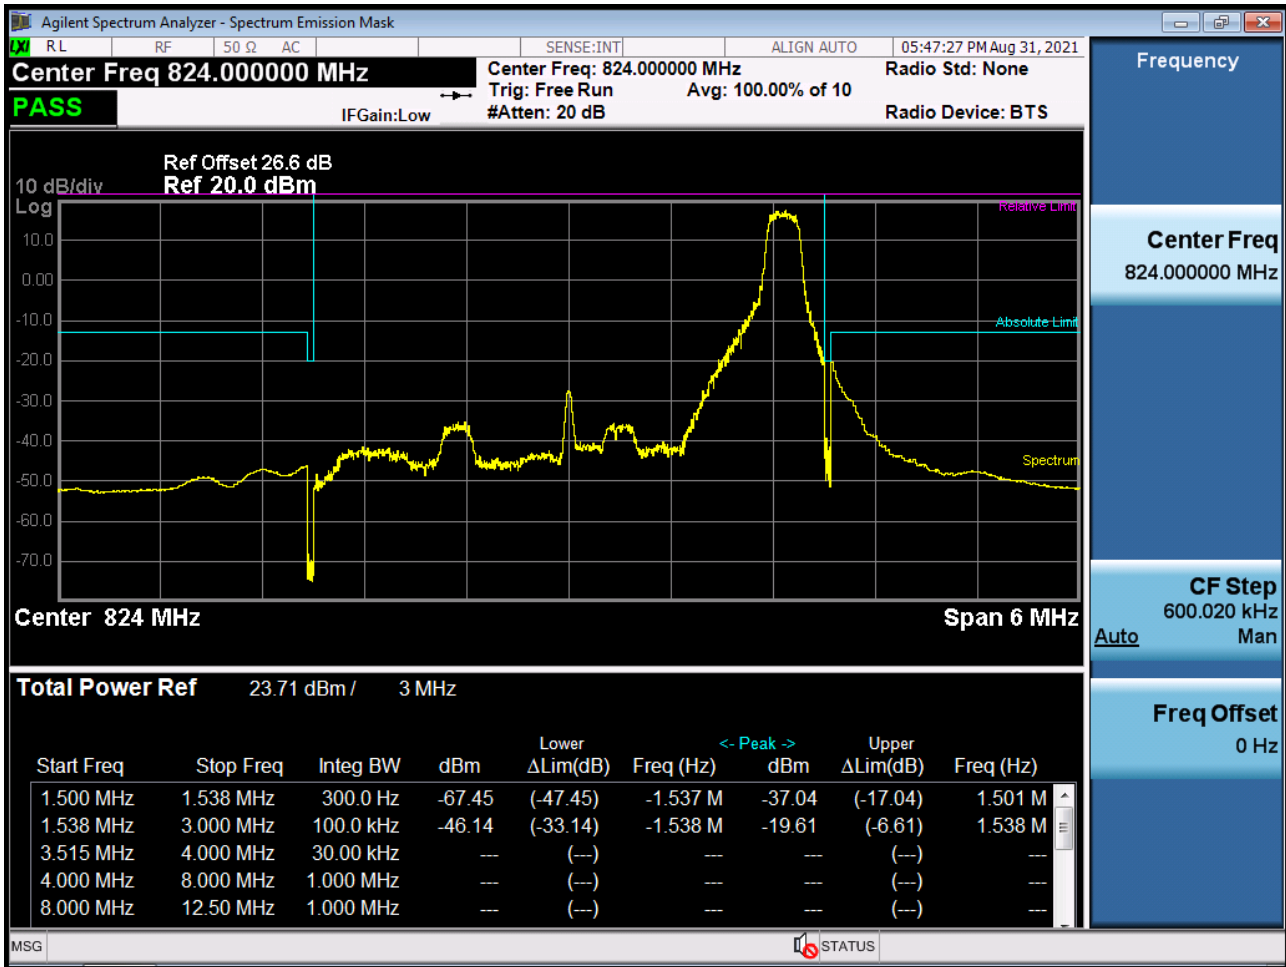 Agilent Spectrum Analyzer - Spectrum Emission Mask
LXI RL RF 50 Ω AC SENSE:INT ALIGN AUTO 05:47:27 PM Aug 31, 2021
Center Freq 824.000000 MHz Center Freq: 824.000000 MHz Radio Std: None
Trig: Free Run Avg: 100.00% of 10
PASS IFGain:Low #Atten: 20 dB Radio Device: BTS
Ref Offset 26.6 dB
10 dB/div Ref 20.0 dBm
Log
Relative Limit
10.0
0.00
-10.0
Absolute Limit
-20.0
-30.0
-40.0
Spectrum
-50.0
-60.0
-70.0
Center 824 MHz Span 6 MHz
Total Power Ref 23.71 dBm / 3 MHz
Lower <- Peak -> Upper
Start Freq Stop Freq Integ BW dBm ΔLim(dB) Freq (Hz) dBm ΔLim(dB) Freq (Hz)
1.500 MHz 1.538 MHz 300.0 Hz -67.45 (-47.45) -1.537 M -37.04 (-17.04) 1.501 M
1.538 MHz 3.000 MHz 100.0 kHz -46.14 (-33.14) -1.538 M -19.61 (-6.61) 1.538 M
3.515 MHz 4.000 MHz 30.00 kHz --- (---) --- --- (---) ---
4.000 MHz 8.000 MHz 1.000 MHz --- (---) --- --- (---) ---
8.000 MHz 12.50 MHz 1.000 MHz --- (---) --- --- (---) ---
MSG STATUS
Frequency
Center Freq
824.000000 MHz
CF Step
600.020 kHz
Auto Man
Freq Offset
0 Hz